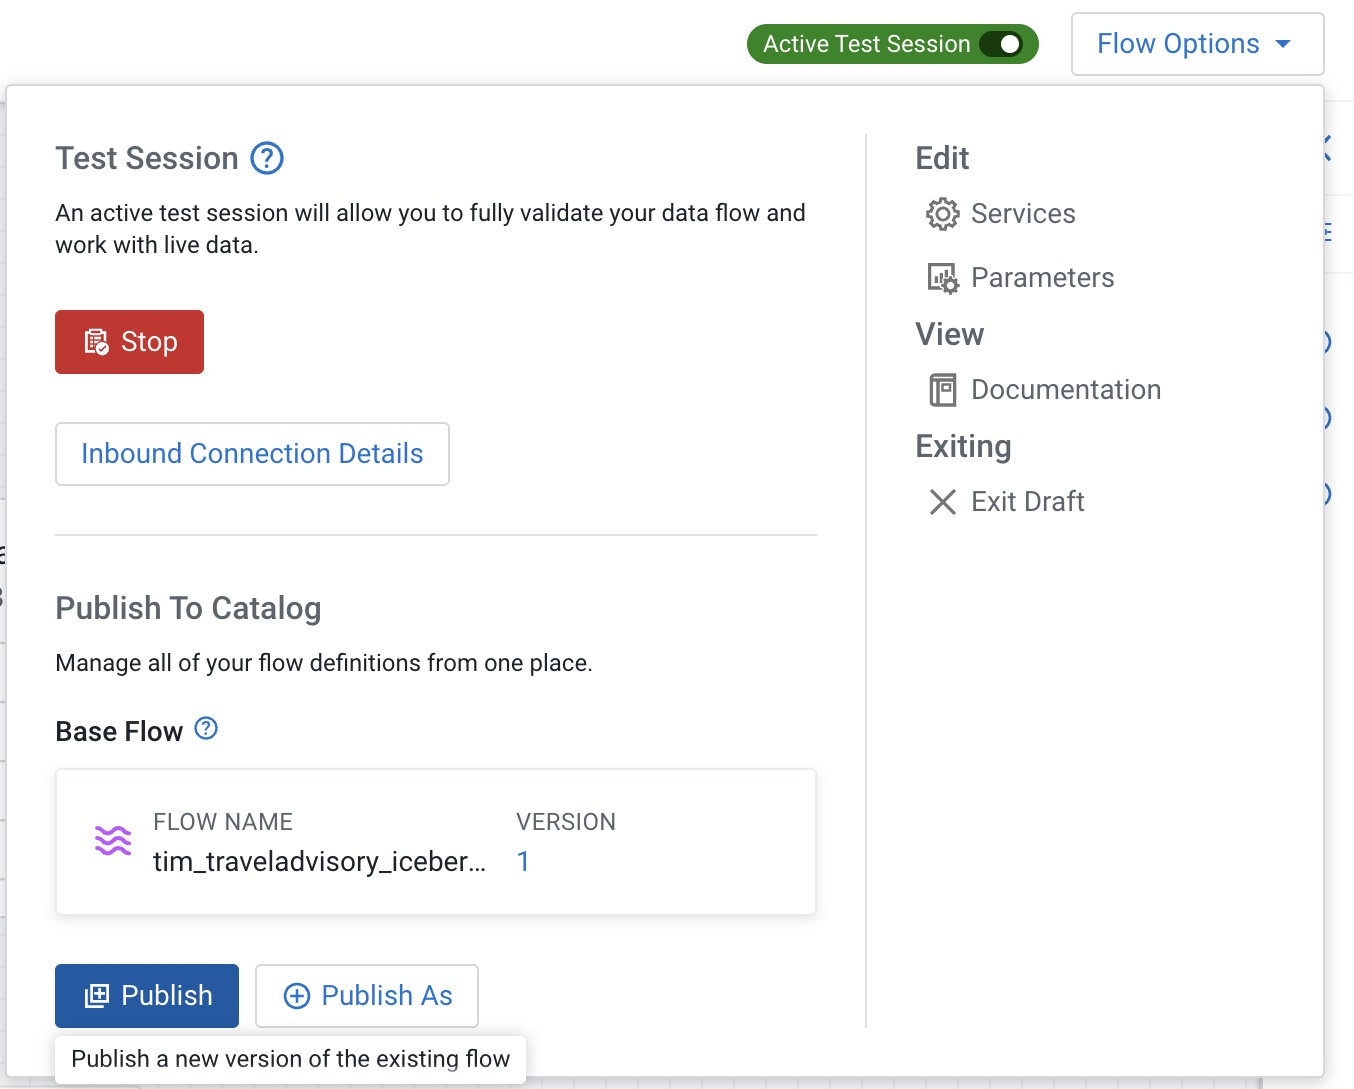 Active Test Session
Flow Options
Test Session
An active test session will allow you to fully validate your data flow and
work with live data.
Stop
Inbound Connection Details
Publish To Catalog
Manage all of your flow definitions from one place.
Base Flow
FLOW NAME
VERSION
tim_traveladvisory_iceber...
1
Publish
Publish As
Publish a new version of the existing flow
Edit
Services
Parameters
View
Documentation
Exiting
Exit Draft